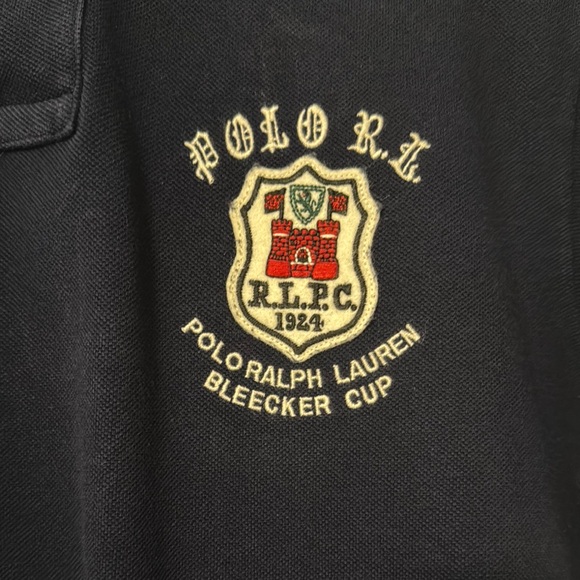 POLO R.L.
R.L.P.C.
1924
POLO RALPH LAUREN
BLEECKER CUP